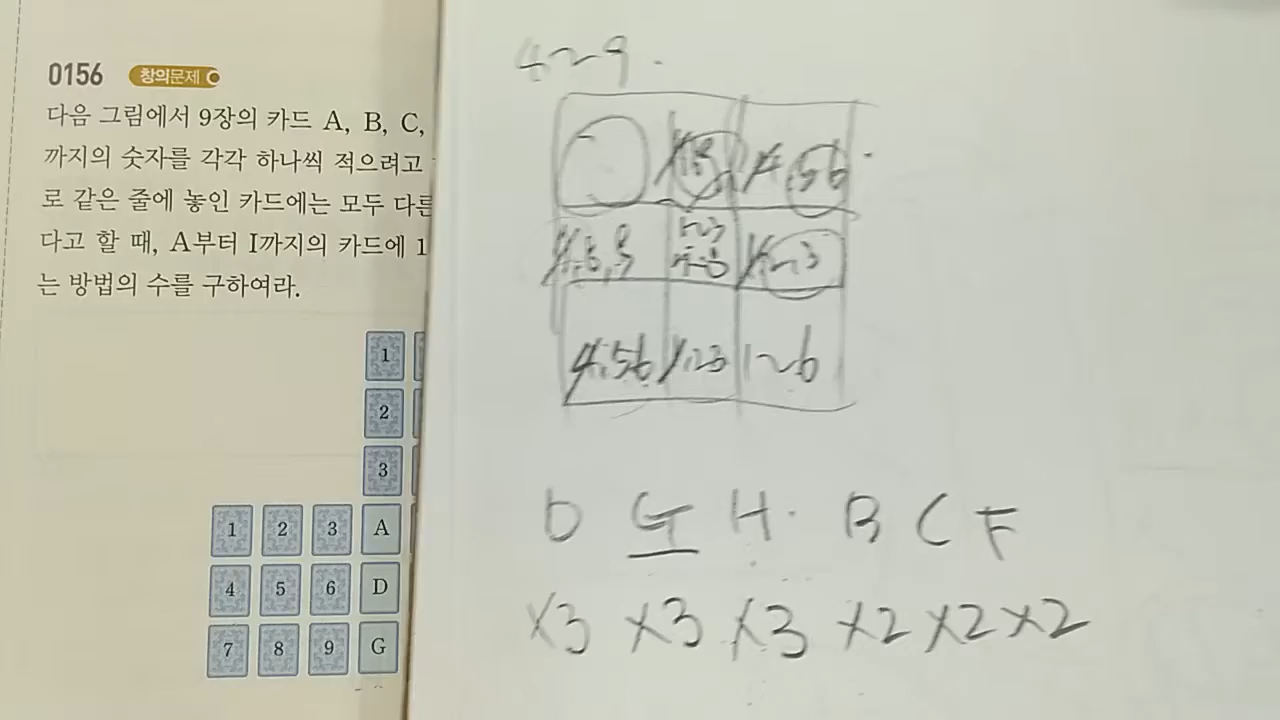 0156 창의문제
다음 그림에서 9장의 카드 A, B, C,
까지의 숫자를 각각 하나씩 적으려고
로 같은 줄에 놓인 카드에는 모두 다른
다고 할 때, A부터 I까지의 카드에 1
는 방법의 수를 구하여라.
1
2
3
1 2 3 A
4 5 6 D
7 8 9 G
429.
4,56 1,23 126
D G H. B C F
×3 ×3 ×3 ×2 ×2 ×2